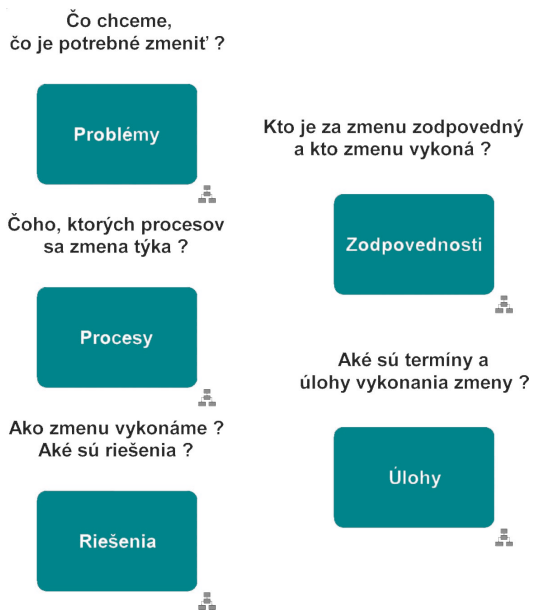 Čo chceme,
čo je potrebné zmeniť ?
Problémy
Čoho, ktorých procesov
sa zmena týka ?
Procesy
Ako zmenu vykonáme ?
Aké sú riešenia ?
Riešenia
Kto je za zmenu zodpovedný
a kto zmenu vykoná ?
Zodpovednosti
Aké sú termíny a
úlohy vykonania zmeny ?
Úlohy